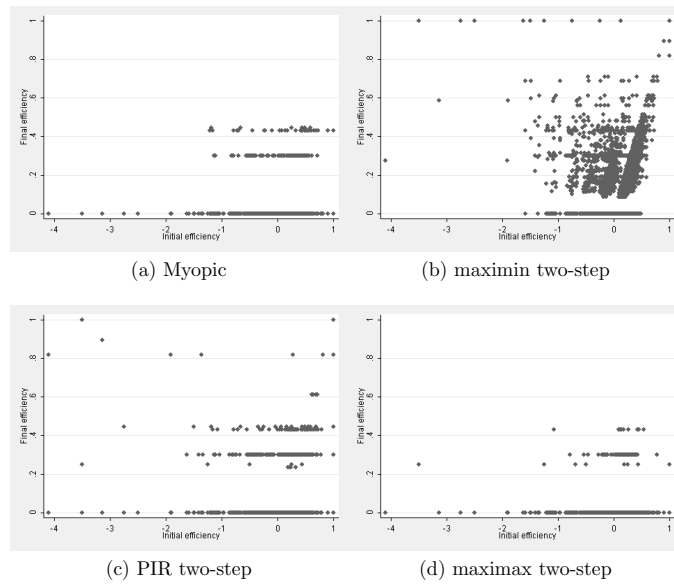 Final efficiency
0 .2 .4 .6 .8 1
-4 -3 -2 -1 0 1
Initial efficiency
(a) Myopic
Final efficiency
0 .2 .4 .6 .8 1
-4 -3 -2 -1 0 1
Initial efficiency
(b) maximin two-step
Final efficiency
0 .2 .4 .6 .8 1
-4 -3 -2 -1 0 1
Initial efficiency
(c) PIR two-step
Final efficiency
0 .2 .4 .6 .8 1
-4 -3 -2 -1 0 1
Initial efficiency
(d) maximax two-step